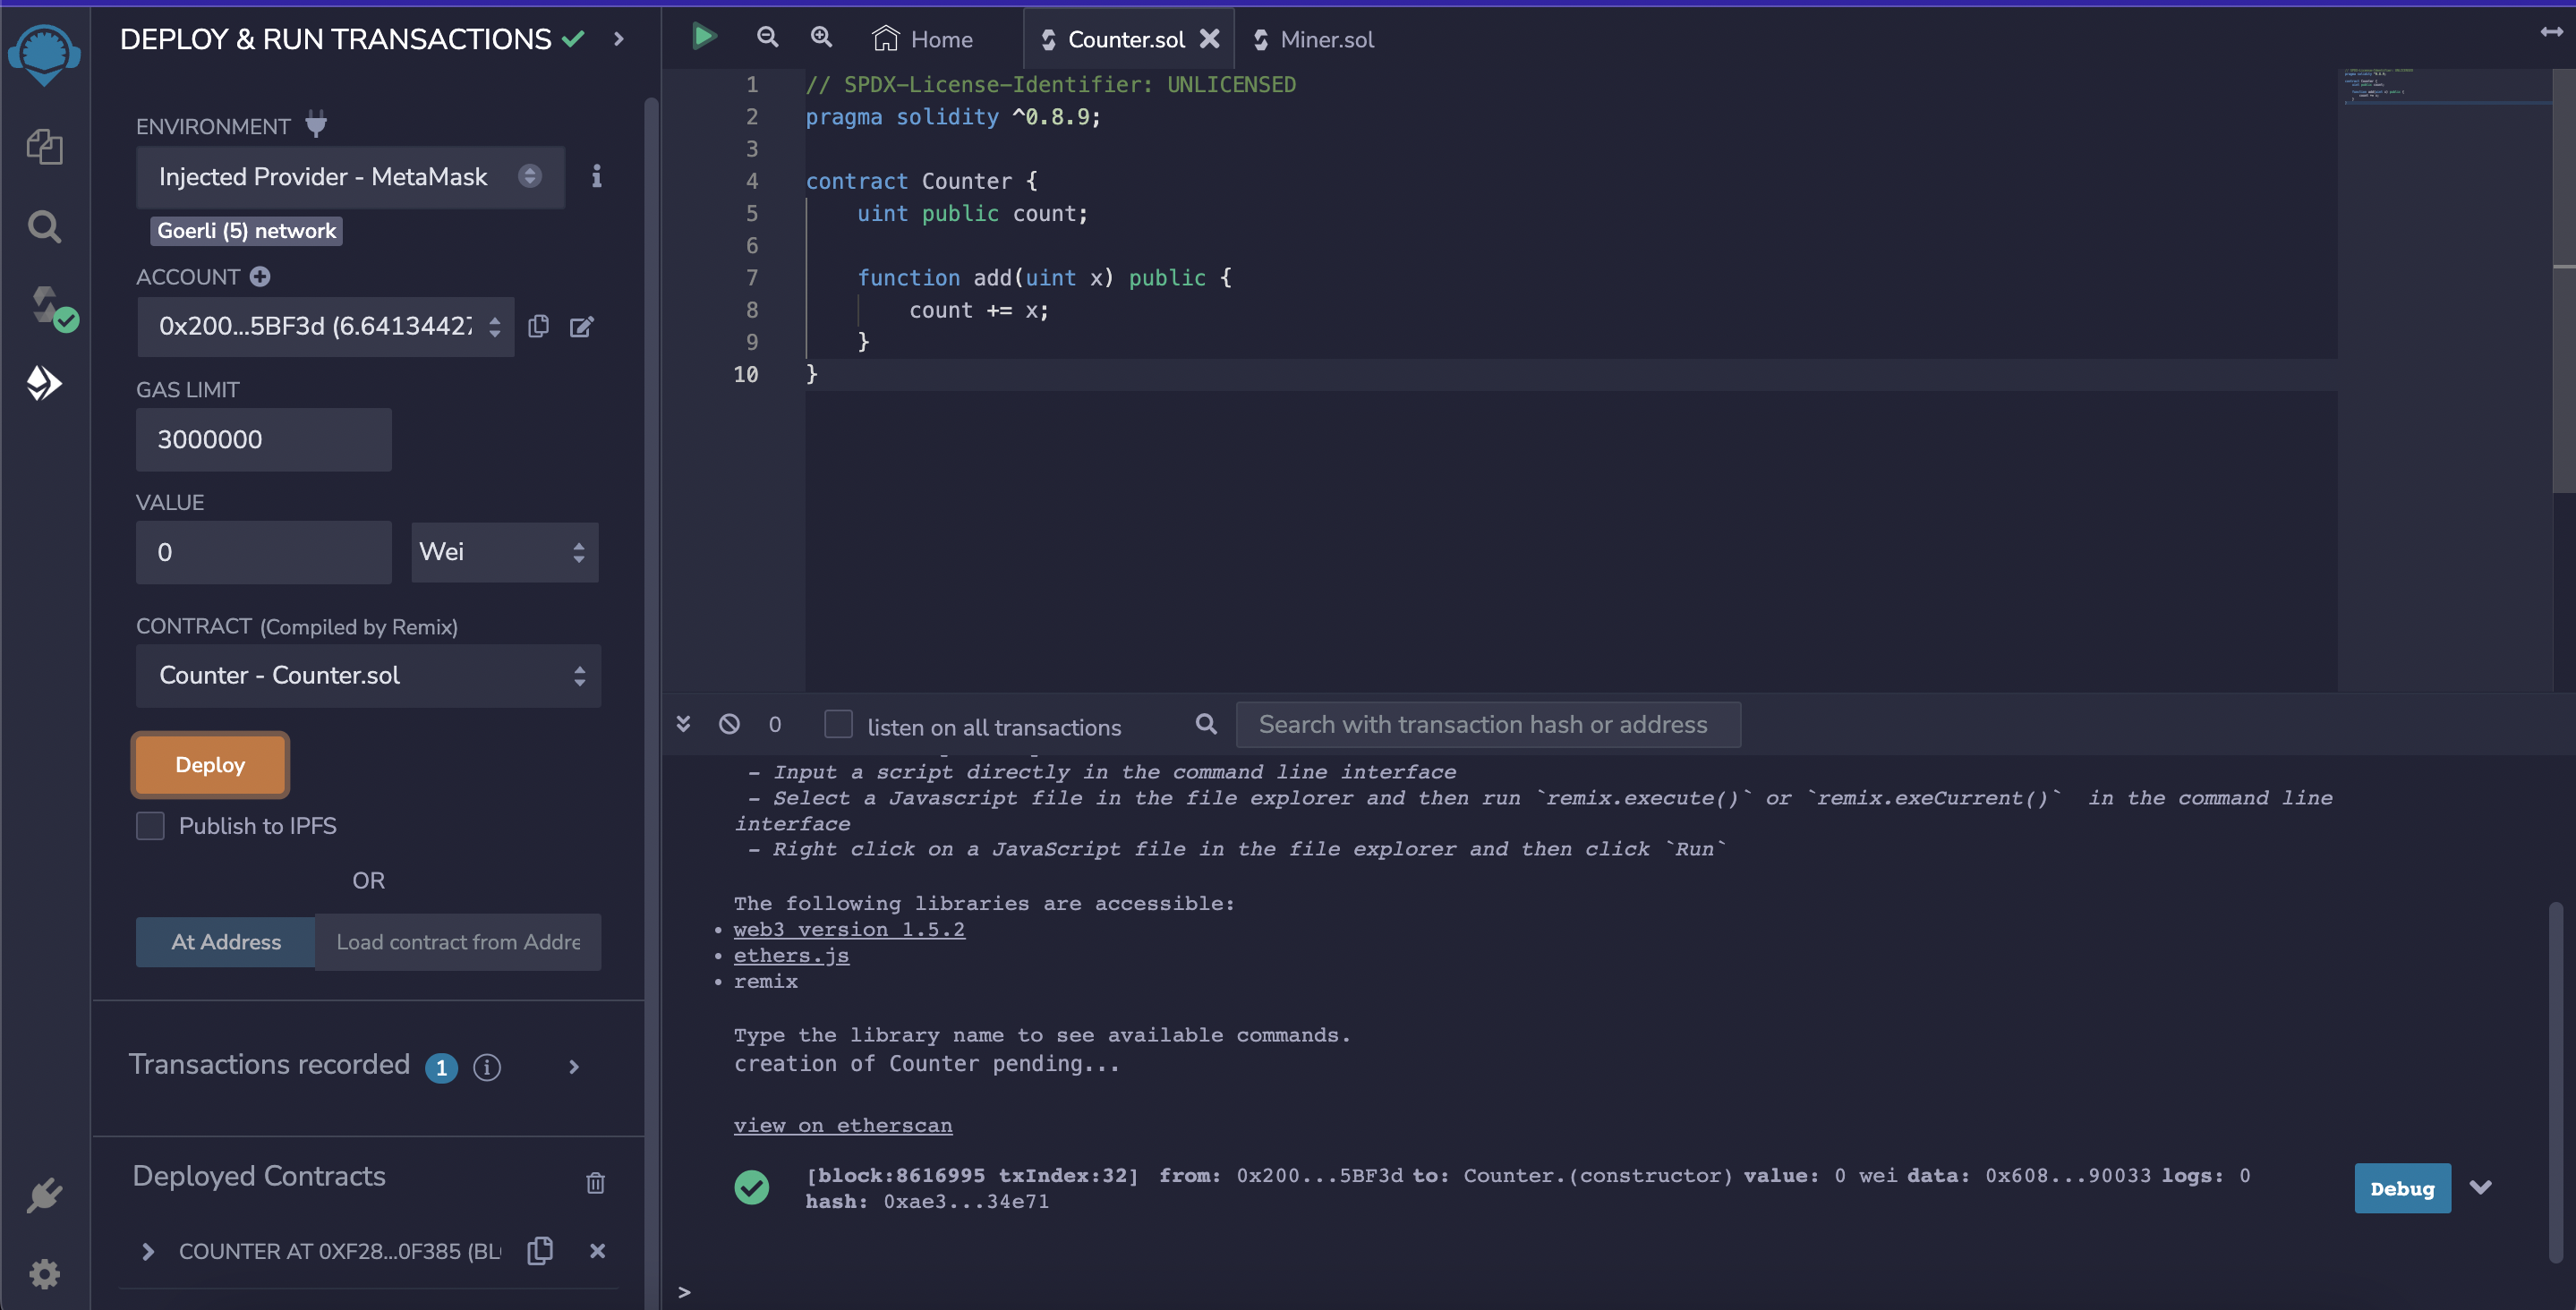 DEPLOY & RUN TRANSACTIONS
ENVIRONMENT
Injected Provider - MetaMask
Goerli (5) network
ACCOUNT
0x200...5BF3d (6.64134427
GAS LIMIT
3000000
VALUE
0
Wei
CONTRACT (Compiled by Remix)
Counter - Counter.sol
Deploy
Publish to IPFS
OR
At Address
Load contract from Addre
Transactions recorded 1
Deployed Contracts
COUNTER AT 0XF28...0F385 (BL
Home
Counter.sol
Miner.sol
1 // SPDX-License-Identifier: UNLICENSED
2 pragma solidity ^0.8.9;
3
4 contract Counter {
5 uint public count;
6
7 function add(uint x) public {
8 count += x;
9 }
10 }
0
listen on all transactions
Search with transaction hash or address
- Input a script directly in the command line interface
- Select a Javascript file in the file explorer and then run `remix.execute()` or `remix.exeCurrent()` in the command line
interface
- Right click on a JavaScript file in the file explorer and then click `Run`
The following libraries are accessible:
• web3 version 1.5.2
• ethers.js
• remix
Type the library name to see available commands.
creation of Counter pending...
view on etherscan
[block:8616995 txIndex:32] from: 0x200...5BF3d to: Counter.(constructor) value: 0 wei data: 0x608...90033 logs: 0
hash: 0xae3...34e71
Debug
>